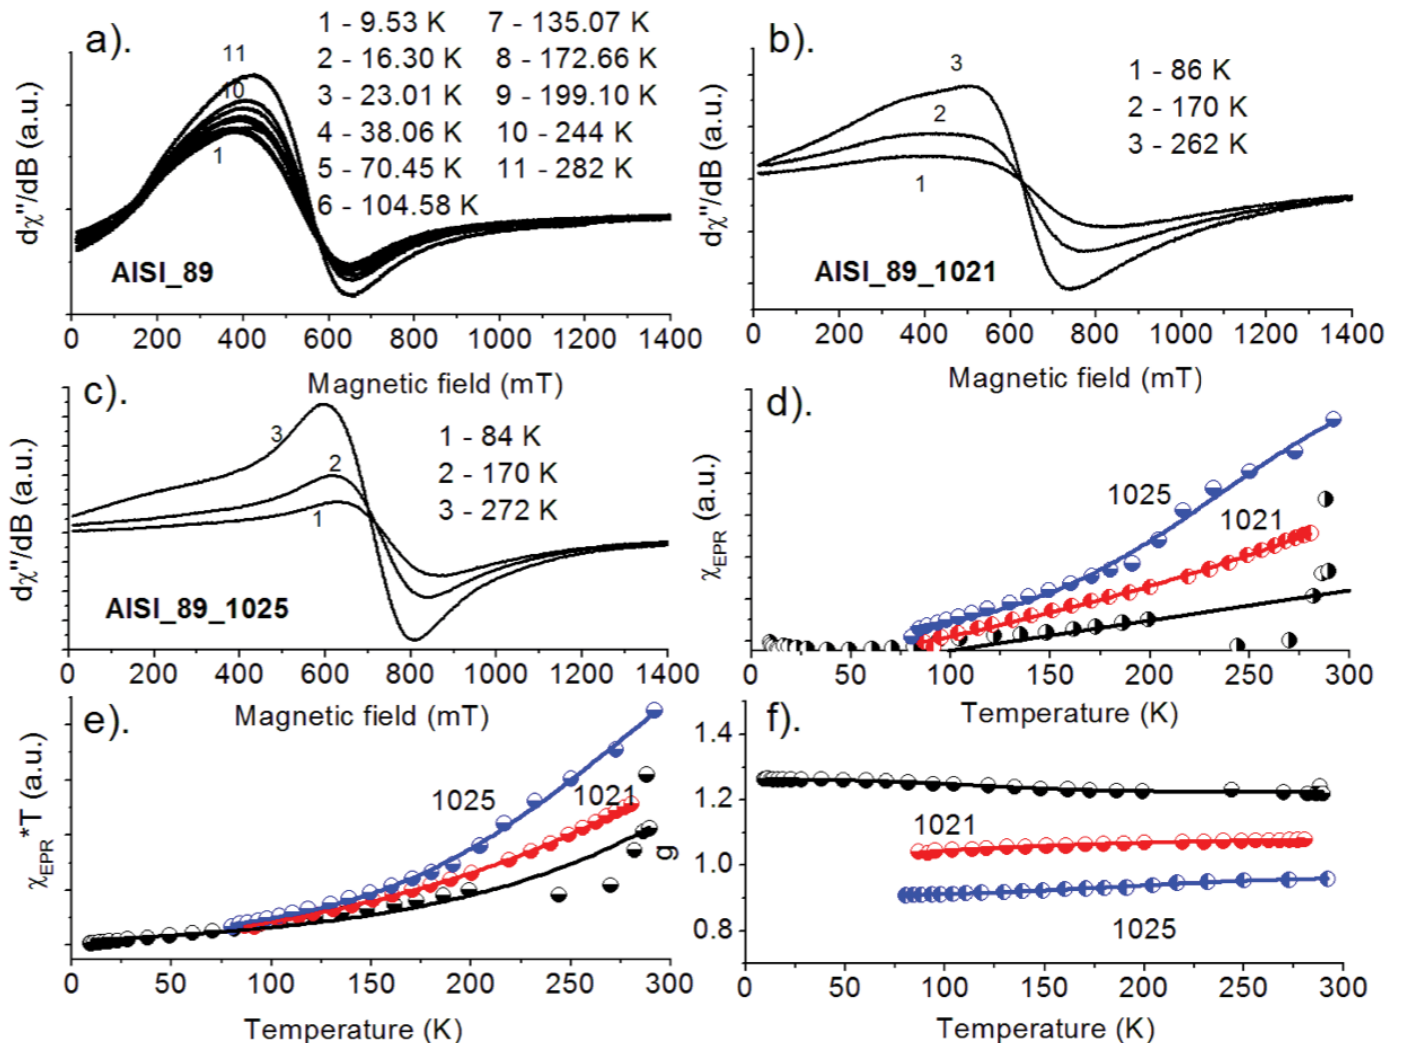 a).
1 - 9.53 K 7 - 135.07 K
2 - 16.30 K 8 - 172.66 K
3 - 23.01 K 9 - 199.10 K
4 - 38.06 K 10 - 244 K
5 - 70.45 K 11 - 282 K
6 - 104.58 K
11
10
1
AISI_89
dχ"/dB (a.u.)
0 200 400 600 800 1000 1200 1400
Magnetic field (mT)
b).
1 - 86 K
2 - 170 K
3 - 262 K
3
2
1
AISI_89_1021
dχ"/dB (a.u.)
0 200 400 600 800 1000 1200 1400
Magnetic field (mT)
c).
1 - 84 K
2 - 170 K
3 - 272 K
3
2
1
AISI_89_1025
dχ"/dB (a.u.)
0 200 400 600 800 1000 1200 1400
Magnetic field (mT)
d).
1025
1021
χEPR (a.u.)
0 50 100 150 200 250 300
Temperature (K)
e).
1025
1021
χEPR*T (a.u.)
0 50 100 150 200 250 300
Temperature (K)
f).
1.4
1.2
1.0
0.8
g
1021
1025
0 50 100 150 200 250 300
Temperature (K)